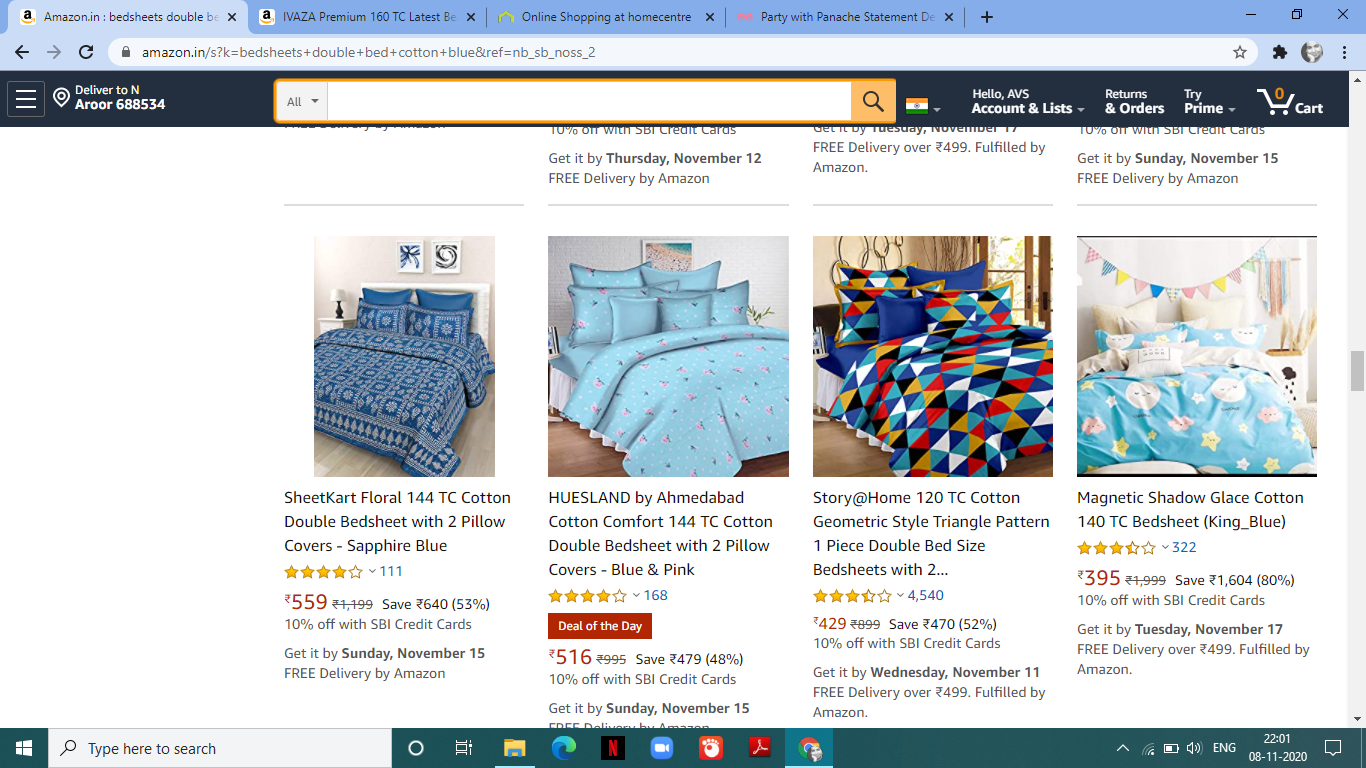 Amazon.in : bedsheets double be
IVAZA Premium 160 TC Latest Be
Online Shopping at homecentre
Party with Panache Statement De
amazon.in/s?k=bedsheets+double+bed+cotton+blue&ref=nb_sb_noss_2
Deliver to N
Aroor 688534
All
Hello, AVS
Account & Lists
Returns
& Orders
Try
Prime
0
Cart
FREE Delivery by Amazon
10% off with SBI Credit Cards
Get it by Thursday, November 12
FREE Delivery by Amazon
Get it by Tuesday, November 17
FREE Delivery over ₹499. Fulfilled by
Amazon.
10% off with SBI Credit Cards
Get it by Sunday, November 15
FREE Delivery by Amazon
SheetKart Floral 144 TC Cotton
Double Bedsheet with 2 Pillow
Covers - Sapphire Blue
111
₹559 ₹1,199 Save ₹640 (53%)
10% off with SBI Credit Cards
Get it by Sunday, November 15
FREE Delivery by Amazon
HUESLAND by Ahmedabad
Cotton Comfort 144 TC Cotton
Double Bedsheet with 2 Pillow
Covers - Blue & Pink
168
Deal of the Day
₹516 ₹995 Save ₹479 (48%)
10% off with SBI Credit Cards
Get it by Sunday, November 15
FREE Delivery by Amazon
Story@Home 120 TC Cotton
Geometric Style Triangle Pattern
1 Piece Double Bed Size
Bedsheets with 2...
4,540
₹429 ₹899 Save ₹470 (52%)
10% off with SBI Credit Cards
Get it by Wednesday, November 11
FREE Delivery over ₹499. Fulfilled by
Amazon.
Magnetic Shadow Glace Cotton
140 TC Bedsheet (King_Blue)
322
₹395 ₹1,999 Save ₹1,604 (80%)
10% off with SBI Credit Cards
Get it by Tuesday, November 17
FREE Delivery over ₹499. Fulfilled by
Amazon.
Type here to search
ENG
22:01
08-11-2020